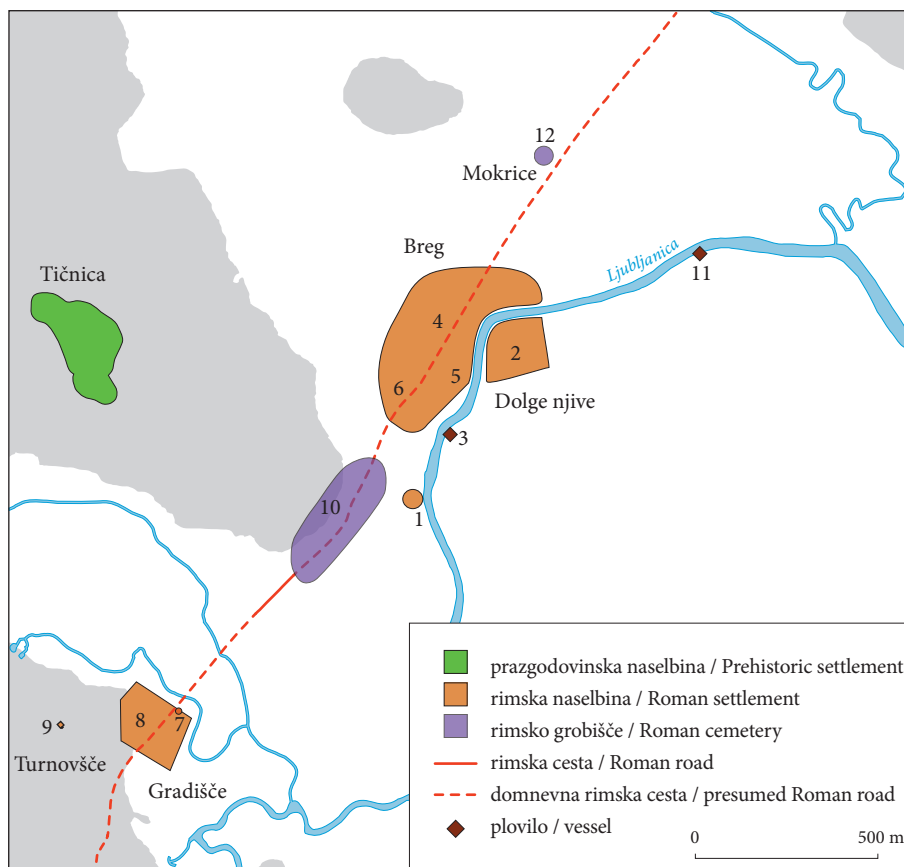 12
Mokrice
Breg
Ljubljanica
11
Tičnica
4
2
6
5
Dolge njive
3
10
1
8
7
9
Turnovšče
Gradišče
prazgodovinska naselbina / Prehistoric settlement
rimska naselbina / Roman settlement
rimsko grobišče / Roman cemetery
rimska cesta / Roman road
domnevna rimska cesta / presumed Roman road
plovilo / vessel
0 500 m